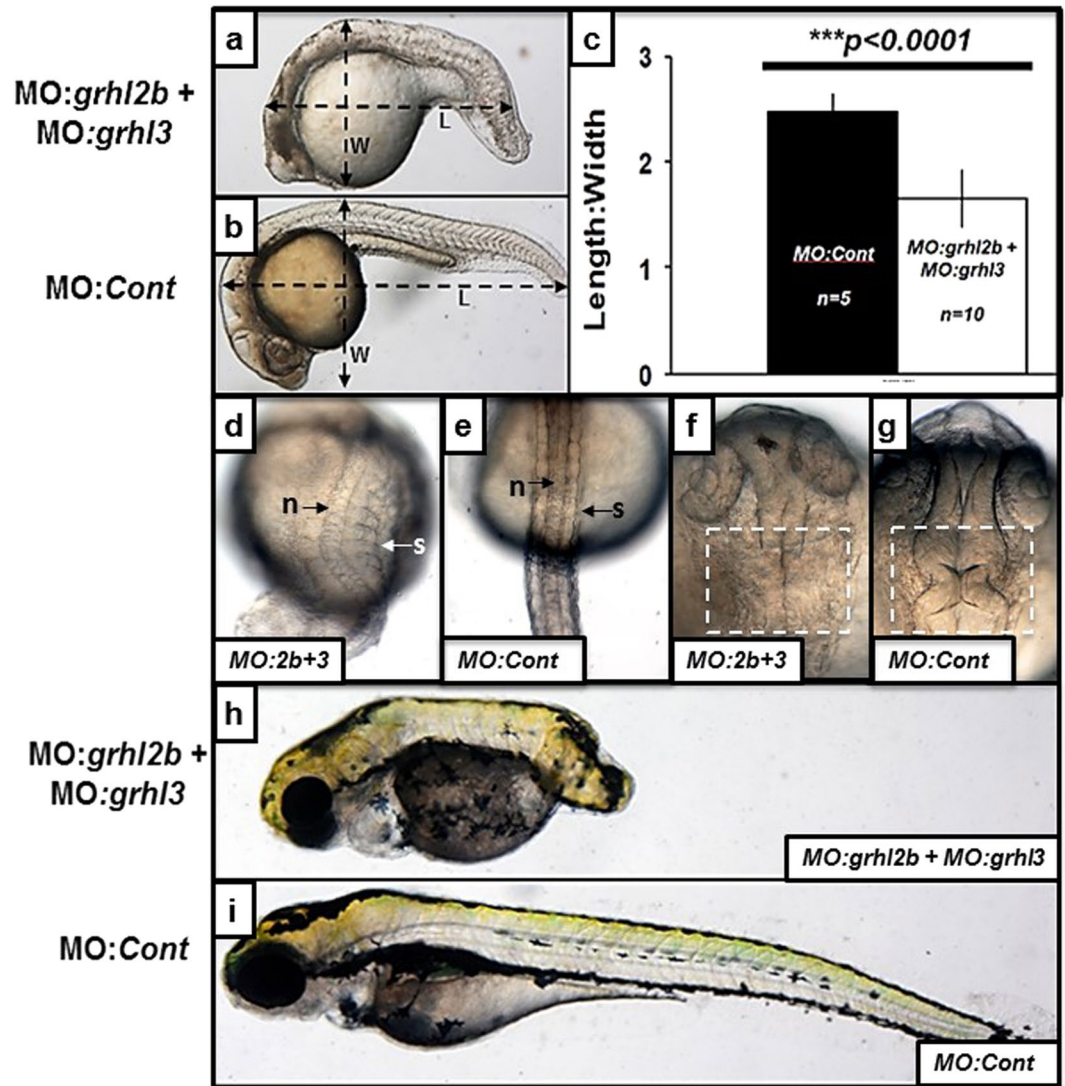 a
MO:grhl2b +
MO:grhl3
L
W
b
MO:Cont
L
W
c
***p<0.0001
Length:Width
3
2
1
0
MO:Cont
n=5
MO:grhl2b +
MO:grhl3
n=10
d
n
s
MO:2b+3
e
n
s
MO:Cont
f
MO:2b+3
g
MO:Cont
h
MO:grhl2b +
MO:grhl3
MO:grhl2b + MO:grhl3
i
MO:Cont
MO:Cont